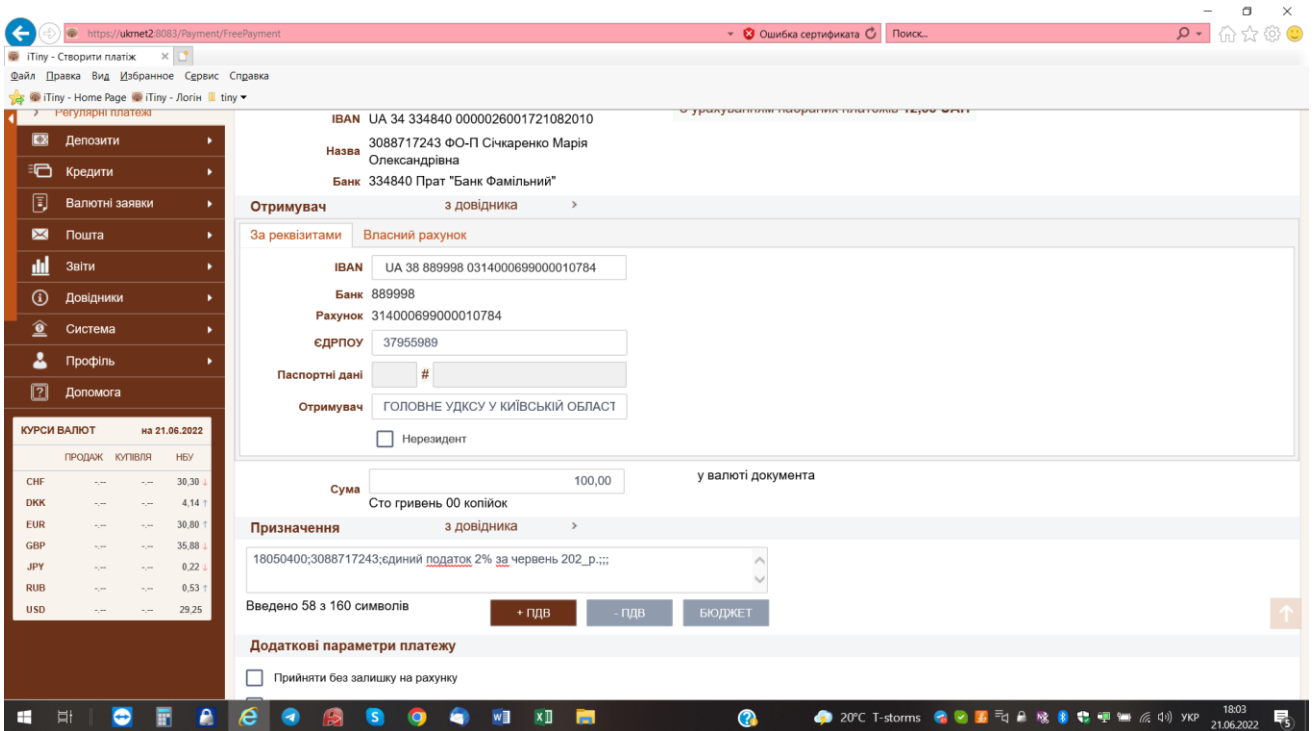 https://ukrnet2:8083/Payment/FreePayment
Ошибка сертификата
Поиск...
iTiny - Створити платіж
Файл Правка Вид Избранное Сервис Справка
iTiny - Home Page iTiny - Логін tiny
Регулярні платежі
Депозити
Кредити
Валютні заявки
Пошта
Звіти
Довідники
Система
Профіль
Допомога
КУРСИ ВАЛЮТ на 21.06.2022
ПРОДАЖ КУПІВЛЯ НБУ
CHF -.-- -.-- 30,30 ↓
DKK -.-- -.-- 4,14 ↑
EUR -.-- -.-- 30,80 ↑
GBP -.-- -.-- 35,88 ↓
JPY -.-- -.-- 0,22 ↓
RUB -.-- -.-- 0,53 ↑
USD -.-- -.-- 29,25
З урахуванням набраних платежів 12,00 UAH
IBAN UA 34 334840 0000026001721082010
Назва 3088717243 ФО-П Січкаренко Марія
Олександрівна
Банк 334840 Прат "Банк Фамільний"
Отримувач з довідника >
За реквізитами Власний рахунок
IBAN UA 38 889998 0314000699000010784
Банк 889998
Рахунок 314000699000010784
ЄДРПОУ 37955989
Паспортні дані #
Отримувач ГОЛОВНЕ УДКСУ У КИЇВСЬКІЙ ОБЛАСТ
Нерезидент
Сума 100,00 у валюті документа
Сто гривень 00 копійок
Призначення з довідника >
18050400;3088717243;єдиний податок 2% за червень 202_р.;;;
Введено 58 з 160 символів
+ ПДВ - ПДВ БЮДЖЕТ
Додаткові параметри платежу
Прийняти без залишку на рахунку
20°C T-storms УКР 18:03
21.06.2022